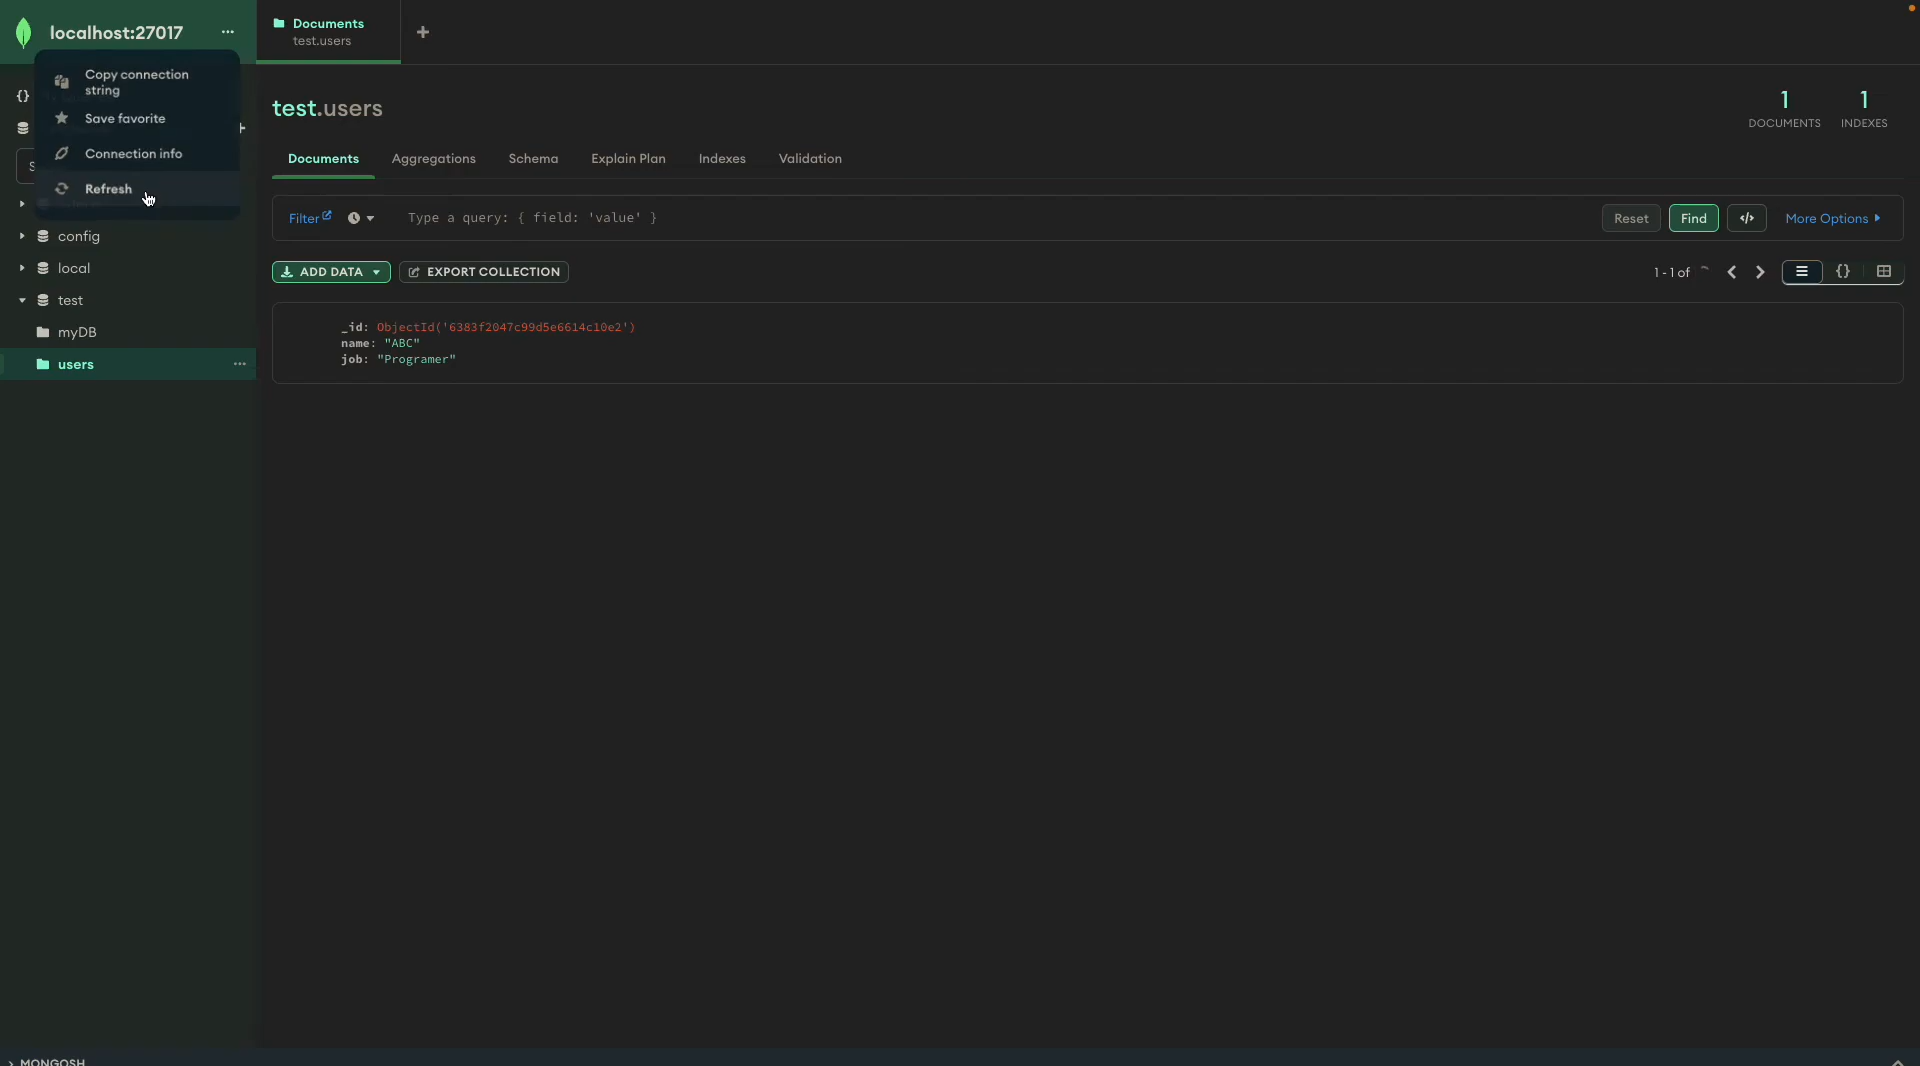 localhost:27017
Documents
test.users
Copy connection
string
Save favorite
Connection info
Refresh
config
local
test
myDB
users
test.users
1
DOCUMENTS
1
INDEXES
Documents
Aggregations
Schema
Explain Plan
Indexes
Validation
Filter
Type a query: { field: 'value' }
Reset
Find
</>
More Options
ADD DATA
EXPORT COLLECTION
1 - 1 of
{}
_id: ObjectId('6383f2047c99d5e6614c10e2')
name: "ABC"
job: "Programer"
MONGOSH